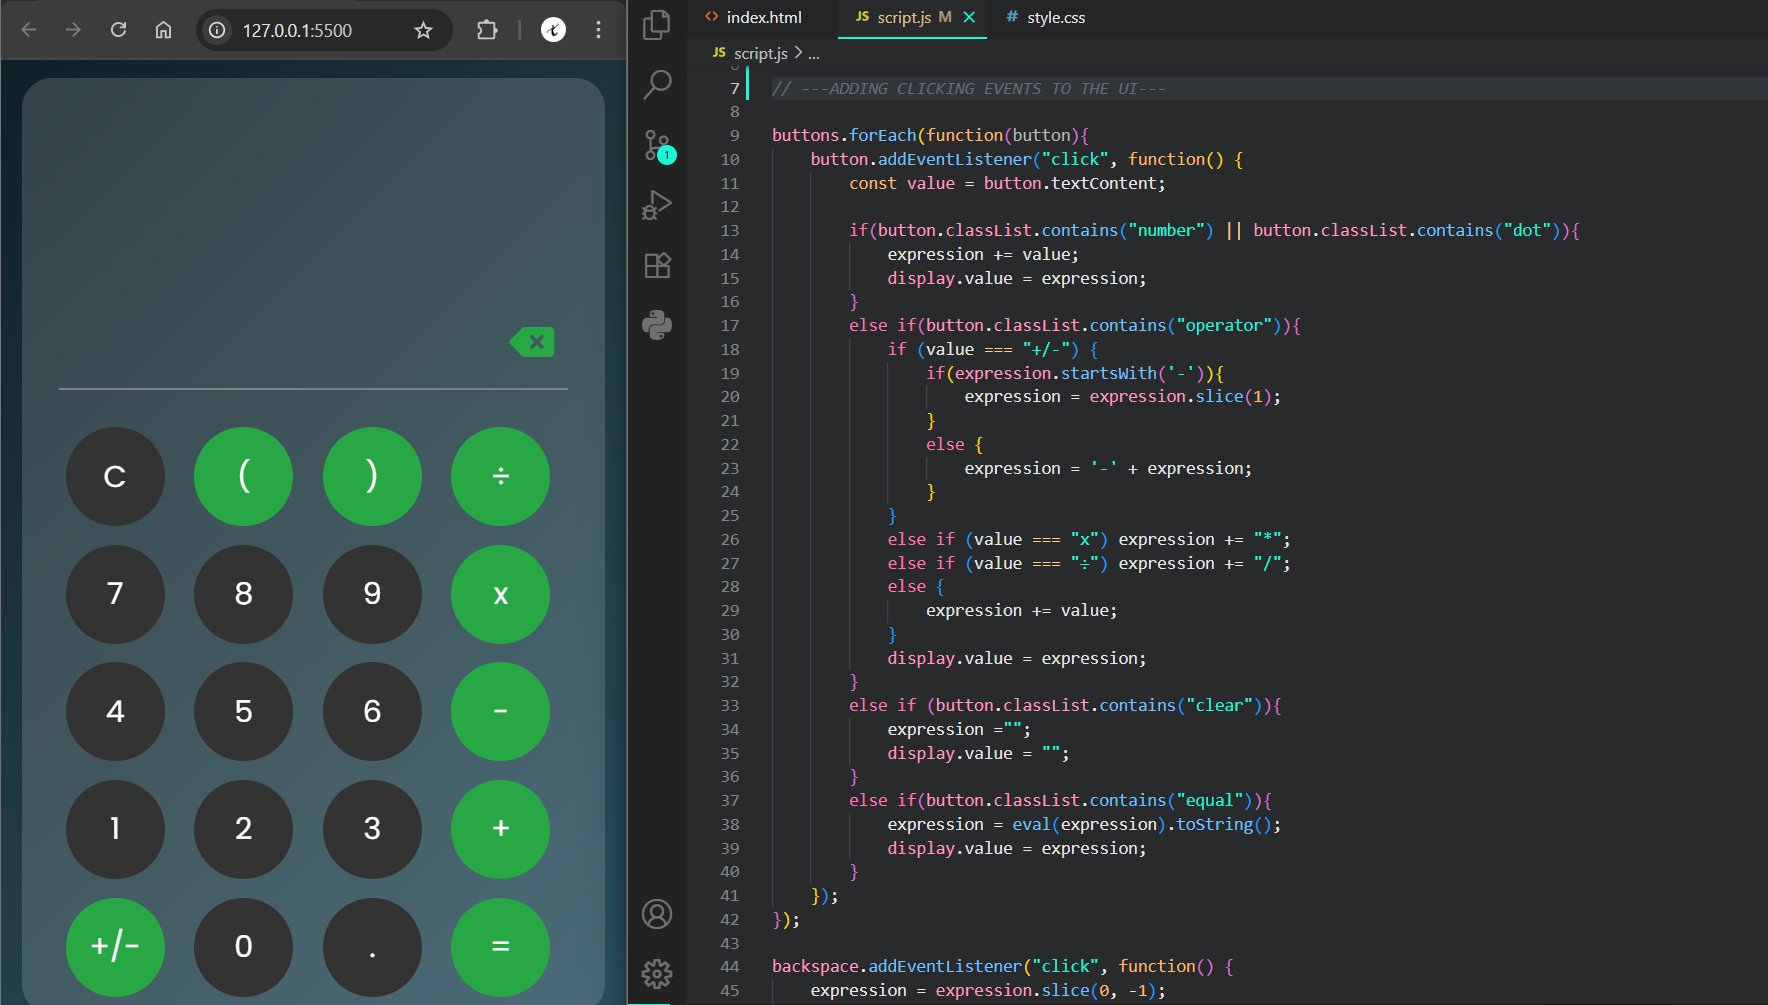 127.0.0.1:5500
C ( ) ÷
7 8 9 x
4 5 6 -
1 2 3 +
+/- 0 . =
1
<> index.html JS script.js M # style.css
JS script.js > ...
7 // ---ADDING CLICKING EVENTS TO THE UI---
8
9 buttons.forEach(function(button){
10 button.addEventListener("click", function() {
11 const value = button.textContent;
12
13 if(button.classList.contains("number") || button.classList.contains("dot")){
14 expression += value;
15 display.value = expression;
16 }
17 else if(button.classList.contains("operator")){
18 if (value === "+/-") {
19 if(expression.startsWith('-')){
20 expression = expression.slice(1);
21 }
22 else {
23 expression = '-' + expression;
24 }
25 }
26 else if (value === "x") expression += "*";
27 else if (value === "÷") expression += "/";
28 else {
29 expression += value;
30 }
31 display.value = expression;
32 }
33 else if (button.classList.contains("clear")){
34 expression ="";
35 display.value = "";
36 }
37 else if(button.classList.contains("equal")){
38 expression = eval(expression).toString();
39 display.value = expression;
40 }
41 });
42 });
43
44 backspace.addEventListener("click", function() {
45 expression = expression.slice(0, -1);